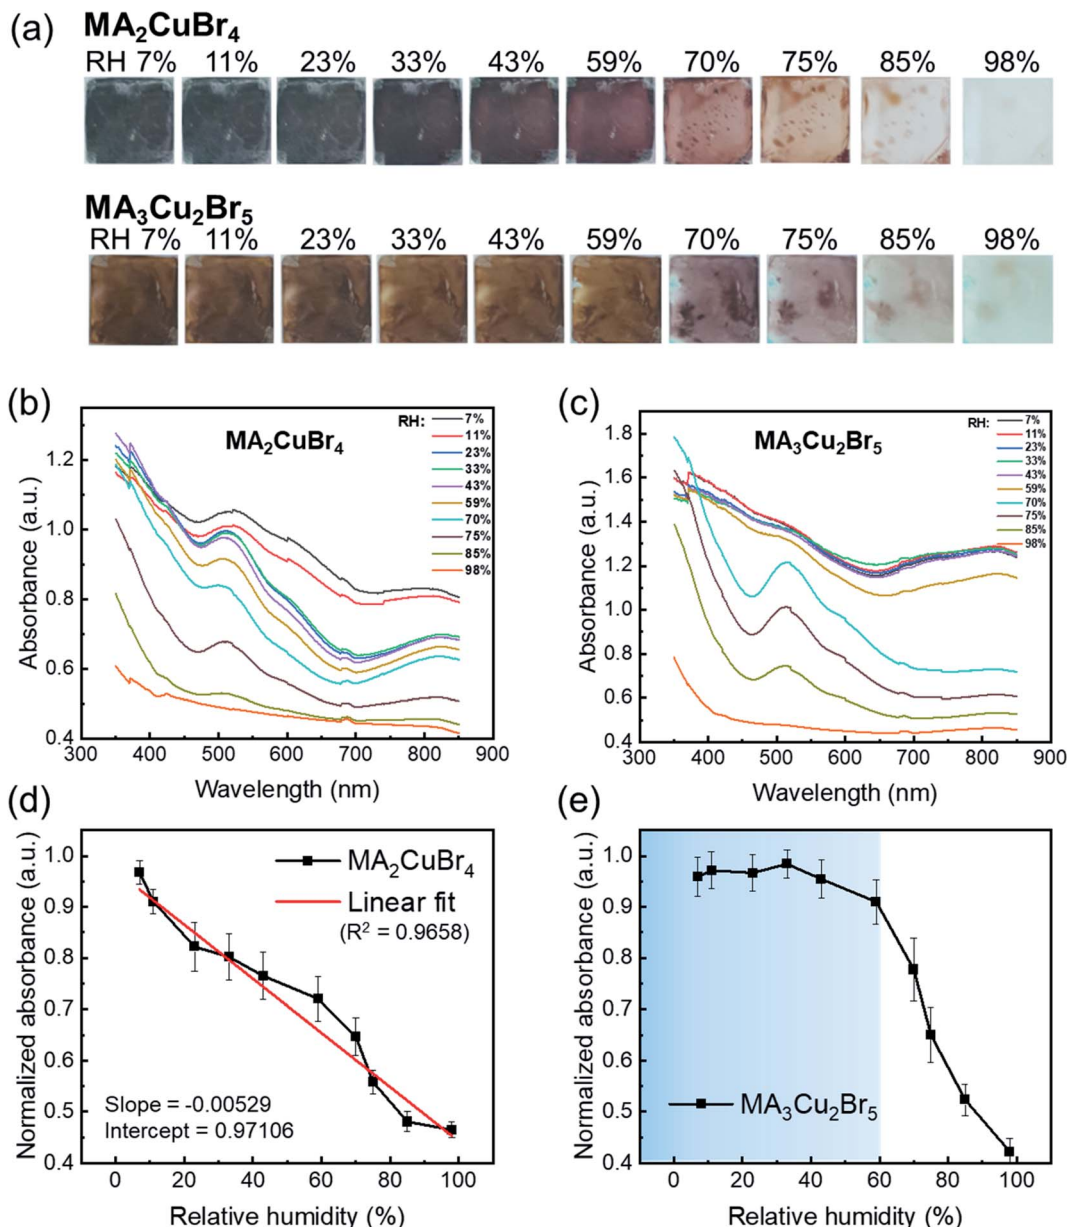 (a) MA₂CuBr₄
RH 7% 11% 23% 33% 43% 59% 70% 75% 85% 98%
MA₃Cu₂Br₅
RH 7% 11% 23% 33% 43% 59% 70% 75% 85% 98%
(b)
MA₂CuBr₄
RH: 7%
11%
23%
33%
43%
59%
70%
75%
85%
98%
Absorbance (a.u.)
1.2
1.0
0.8
0.6
0.4
300 400 500 600 700 800 900
Wavelength (nm)
(c)
MA₃Cu₂Br₅
RH: 7%
11%
23%
33%
43%
59%
70%
75%
85%
98%
Absorbance (a.u.)
1.8
1.6
1.4
1.2
1.0
0.8
0.6
0.4
300 400 500 600 700 800 900
Wavelength (nm)
(d)
MA₂CuBr₄
Linear fit
(R² = 0.9658)
Slope = -0.00529
Intercept = 0.97106
Normalized absorbance (a.u.)
1.0
0.9
0.8
0.7
0.6
0.5
0.4
0 20 40 60 80 100
Relative humidity (%)
(e)
MA₃Cu₂Br₅
Normalized absorbance (a.u.)
1.0
0.9
0.8
0.7
0.6
0.5
0.4
0 20 40 60 80 100
Relative humidity (%)